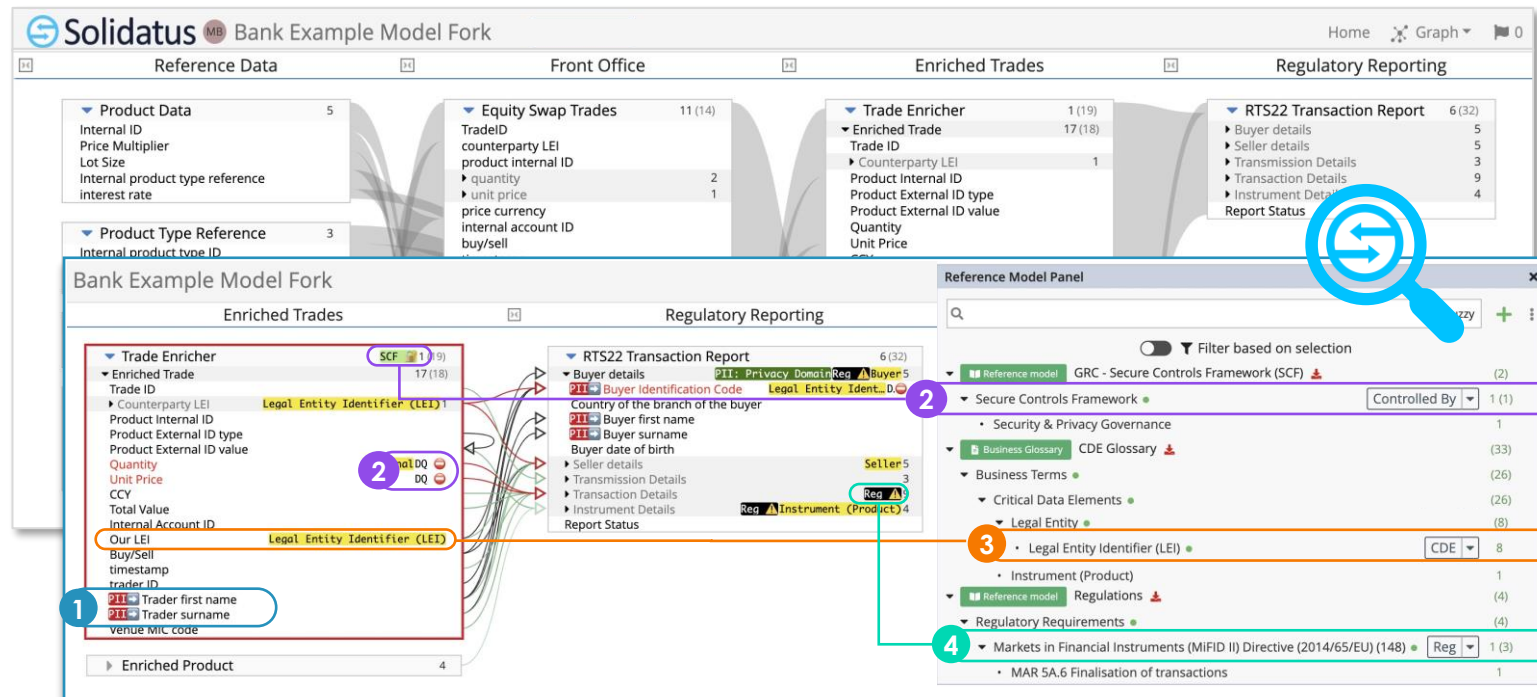 Solidatus MB Bank Example Model Fork Home Graph 0
Reference Data Front Office Enriched Trades Regulatory Reporting
Product Data 5
Internal ID
Price Multiplier
Lot Size
Internal product type reference
interest rate
Product Type Reference 3
Internal product type ID
Equity Swap Trades 11 (14)
TradeID
counterparty LEI
product internal ID
quantity 2
unit price 1
price currency
internal account ID
buy/sell
Trade Enricher 1 (19)
Enriched Trade 17 (18)
Trade ID
Counterparty LEI 1
Product Internal ID
Product External ID type
Product External ID value
Quantity
Unit Price
RTS22 Transaction Report 6 (32)
Buyer details 5
Seller details 5
Transmission Details 3
Transaction Details 9
Instrument Details 4
Report Status
Bank Example Model Fork
Enriched Trades Regulatory Reporting
Trade Enricher SCF 1 (19)
Enriched Trade 17 (18)
Trade ID
Counterparty LEI Legal Entity Identifier (LEI) 1
Product Internal ID
Product External ID type
Product External ID value
Quantity DQ
Unit Price DQ
2
CCY
Total Value
Internal Account ID
Our LEI Legal Entity Identifier (LEI)
Buy/Sell
timestamp
trader ID
1
PII Trader first name
PII Trader surname
Venue MIC code
Enriched Product 4
RTS22 Transaction Report 6 (32)
Buyer details PII: Privacy Domain Reg Buyer 5
PII Buyer Identification Code Legal Entity Ident… D.
Country of the branch of the buyer
PII Buyer first name
PII Buyer surname
Buyer date of birth
Seller details Seller 5
Transmission Details 3
Transaction Details Reg
Instrument Details Reg Instrument (Product) 4
Report Status
Reference Model Panel
Filter based on selection
Reference model GRC - Secure Controls Framework (SCF) (2)
2 Secure Controls Framework Controlled By 1 (1)
Security & Privacy Governance 1
Business Glossary CDE Glossary (33)
Business Terms (26)
Critical Data Elements (26)
Legal Entity (8)
3 Legal Entity Identifier (LEI) CDE 8
Instrument (Product) 1
Reference model Regulations (4)
Regulatory Requirements (4)
4 Markets in Financial Instruments (MiFID II) Directive (2014/65/EU) (148) Reg 1 (3)
MAR 5A.6 Finalisation of transactions 1